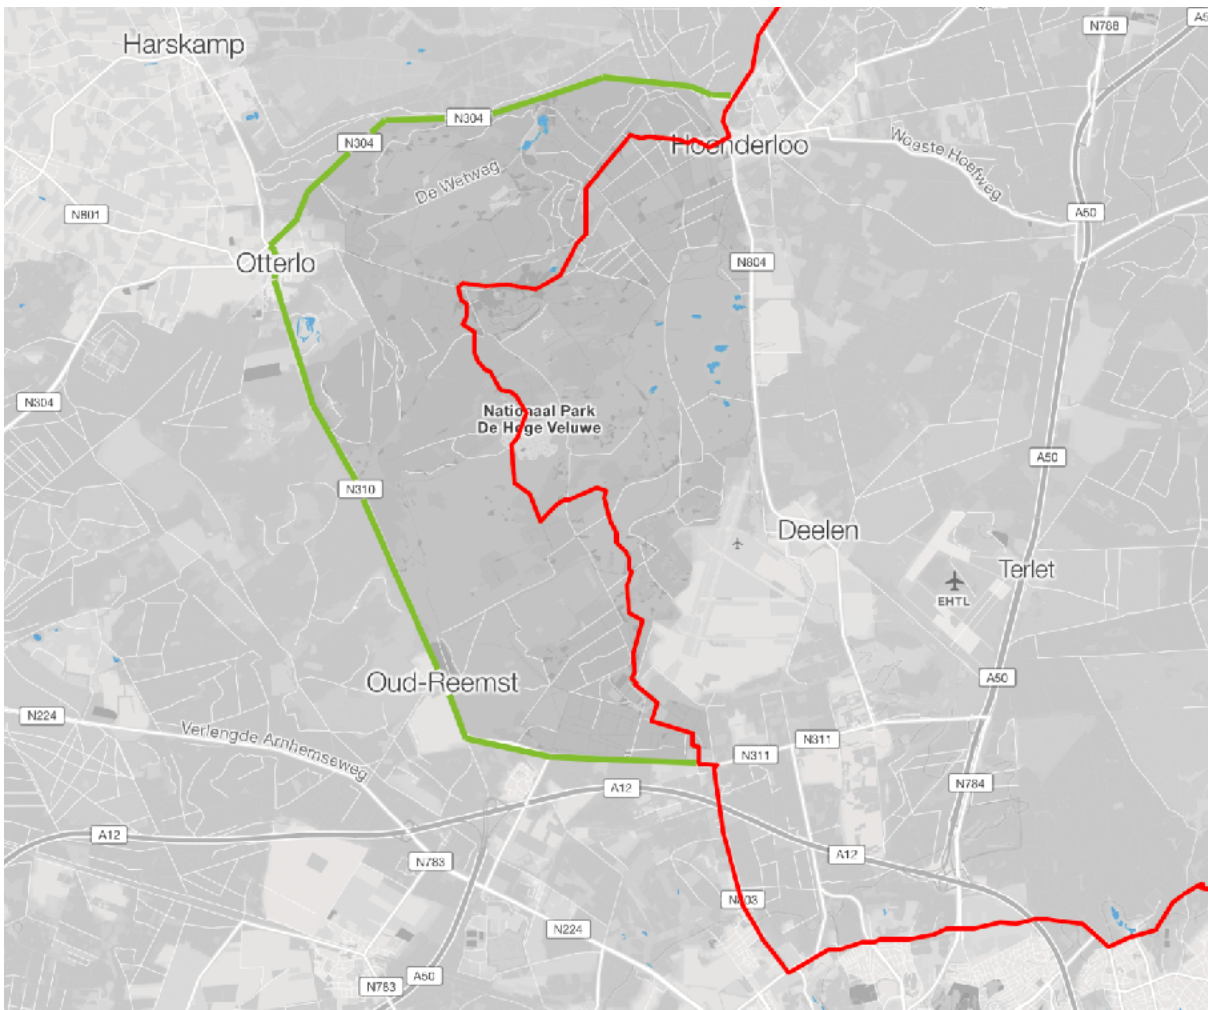 Harskamp
N788
A5
N304
N304
Hoenderloo
Woeste Hoefweg
De Wetweg
N801
A50
Otterlo
N804
N304
Nationaal Park
De Hoge Veluwe
A50
N310
Deelen
Terlet
EHTL
Oud-Reemst
A50
N224
Verlengde Arnhemseweg
N311
N311
A12
N784
A12
A12
N783
N803
N224
A50
N783